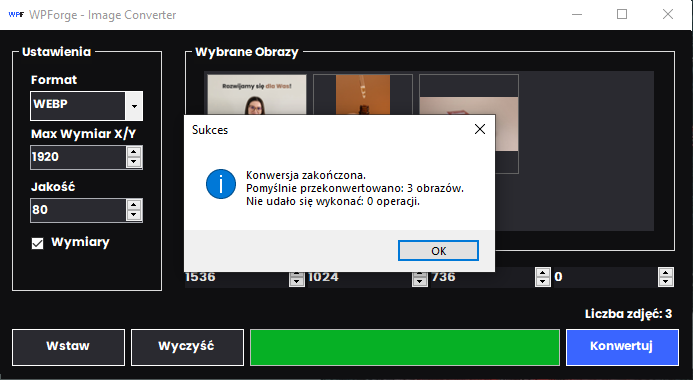 WPF WPForge - Image Converter
Ustawienia
Format
WEBP
Max Wymiar X/Y
1920
Jakość
80
Wymiary
Wybrane Obrazy
Rozwijamy się dla Was!
Sukces
Konwersja zakończona.
Pomyślnie przekonwertowano: 3 obrazów.
Nie udało się wykonać: 0 operacji.
OK
1536
1024
736
0
Liczba zdjęć: 3
Wstaw
Wyczyść
Konwertuj